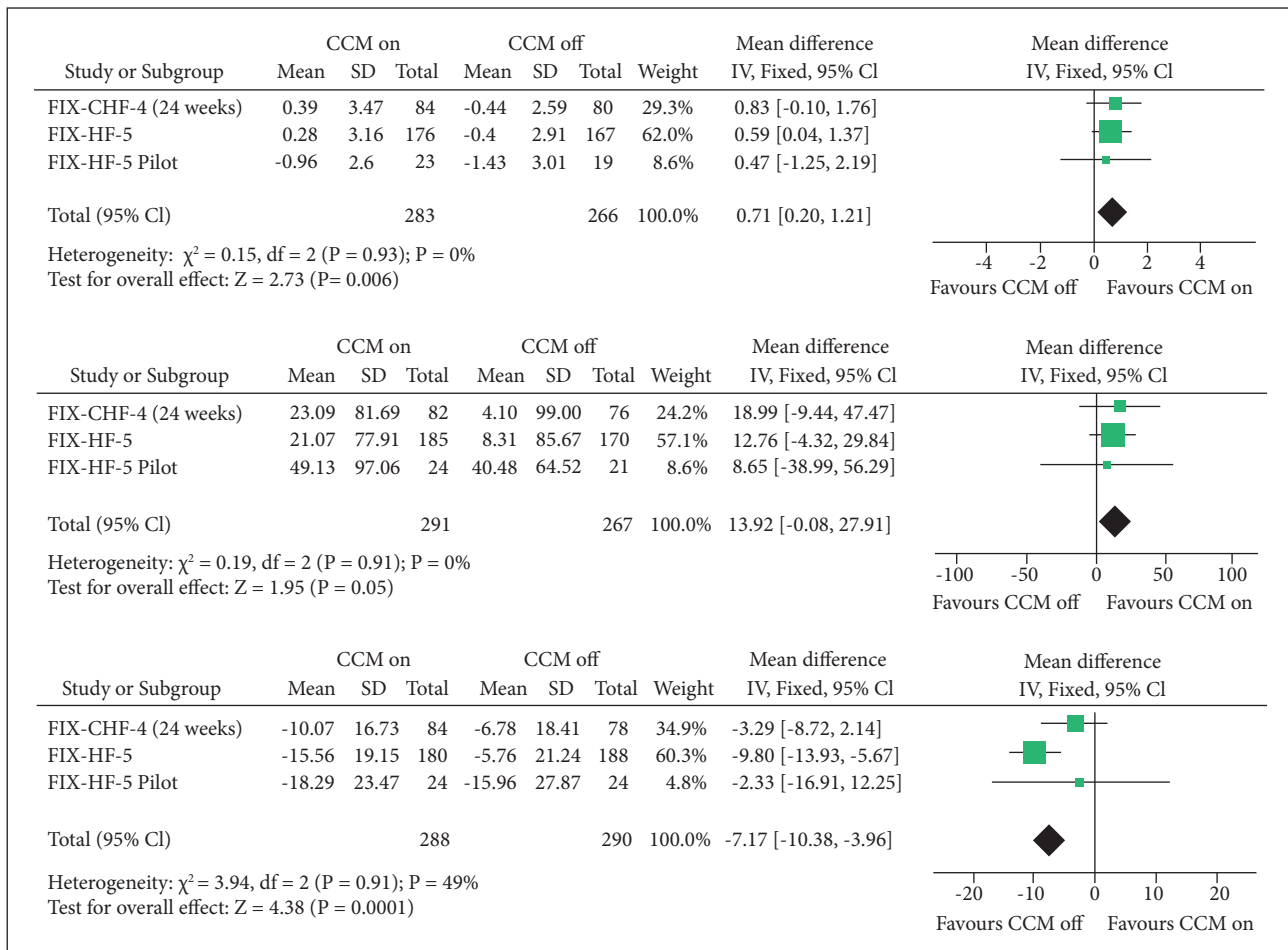 CCM on CCM off Mean difference Mean difference
Study or Subgroup Mean SD Total Mean SD Total Weight IV, Fixed, 95% Cl IV, Fixed, 95% Cl
FIX-CHF-4 (24 weeks) 0.39 3.47 84 -0.44 2.59 80 29.3% 0.83 [-0.10, 1.76]
FIX-HF-5 0.28 3.16 176 -0.4 2.91 167 62.0% 0.59 [0.04, 1.37]
FIX-HF-5 Pilot -0.96 2.6 23 -1.43 3.01 19 8.6% 0.47 [-1.25, 2.19]
Total (95% Cl) 283 266 100.0% 0.71 [0.20, 1.21]
Heterogeneity: χ² = 0.15, df = 2 (P = 0.93); P = 0%
Test for overall effect: Z = 2.73 (P= 0.006)
-4 -2 0 2 4
Favours CCM off Favours CCM on
CCM on CCM off Mean difference Mean difference
Study or Subgroup Mean SD Total Mean SD Total Weight IV, Fixed, 95% Cl IV, Fixed, 95% Cl
FIX-CHF-4 (24 weeks) 23.09 81.69 82 4.10 99.00 76 24.2% 18.99 [-9.44, 47.47]
FIX-HF-5 21.07 77.91 185 8.31 85.67 170 57.1% 12.76 [-4.32, 29.84]
FIX-HF-5 Pilot 49.13 97.06 24 40.48 64.52 21 8.6% 8.65 [-38.99, 56.29]
Total (95% Cl) 291 267 100.0% 13.92 [-0.08, 27.91]
Heterogeneity: χ² = 0.19, df = 2 (P = 0.91); P = 0%
Test for overall effect: Z = 1.95 (P = 0.05)
-100 -50 0 50 100
Favours CCM off Favours CCM on
CCM on CCM off Mean difference Mean difference
Study or Subgroup Mean SD Total Mean SD Total Weight IV, Fixed, 95% Cl IV, Fixed, 95% Cl
FIX-CHF-4 (24 weeks) -10.07 16.73 84 -6.78 18.41 78 34.9% -3.29 [-8.72, 2.14]
FIX-HF-5 -15.56 19.15 180 -5.76 21.24 188 60.3% -9.80 [-13.93, -5.67]
FIX-HF-5 Pilot -18.29 23.47 24 -15.96 27.87 24 4.8% -2.33 [-16.91, 12.25]
Total (95% Cl) 288 290 100.0% -7.17 [-10.38, -3.96]
Heterogeneity: χ² = 3.94, df = 2 (P = 0.91); P = 49%
Test for overall effect: Z = 4.38 (P = 0.0001)
-20 -10 0 10 20
Favours CCM off Favours CCM on